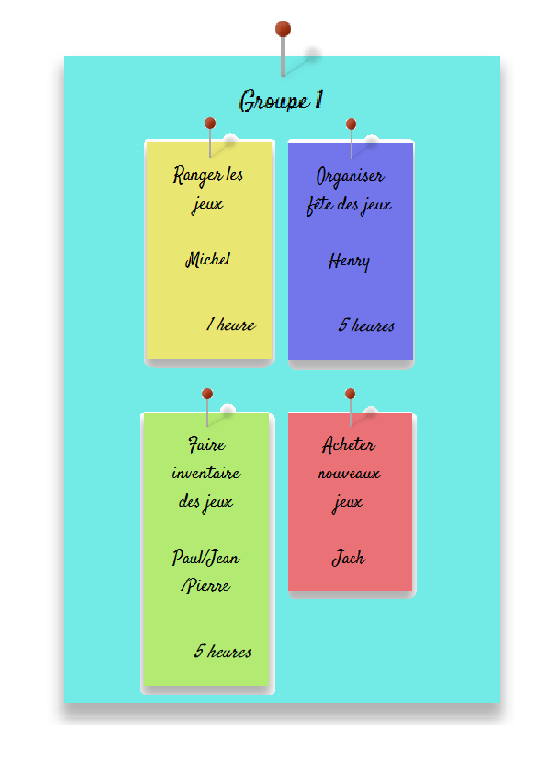 Groupe 1
Ranger les
jeux
Michel
1 heure
Organiser
fête des jeux
Henry
5 heures
Faire
inventaire
des jeux
Paul/Jean
/Pierre
5 heures
Acheter
nouveaux
jeux
Jach